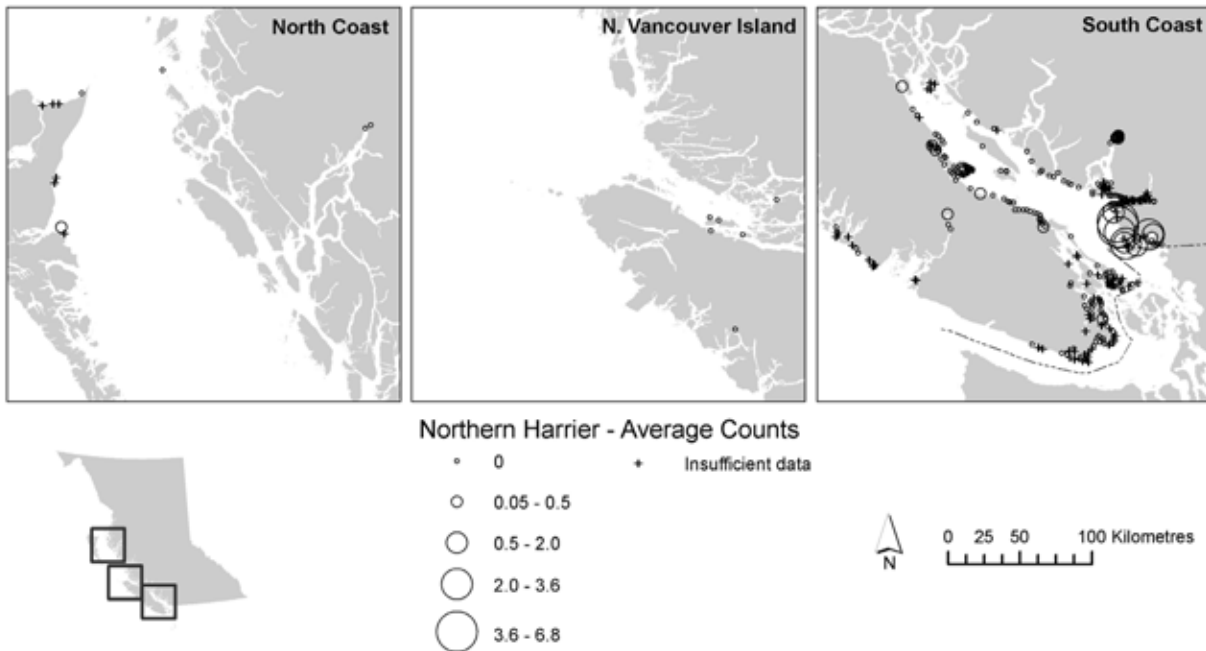 North Coast
N. Vancouver Island
South Coast
Northern Harrier - Average Counts
0
Insufficient data
0.05 - 0.5
0.5 - 2.0
2.0 - 3.6
3.6 - 6.8
N
0 25 50 100 Kilometres